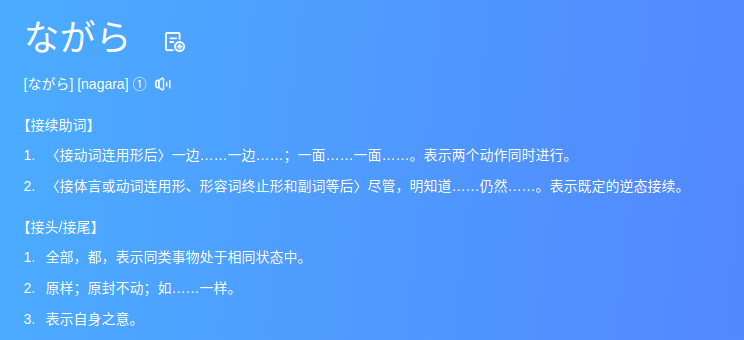 ながら
[ながら] [nagara] ①
【接续助词】
1. 〈接动词连用形后〉一边……一边……；一面……一面……。表示两个动作同时进行。
2. 〈接体言或动词连用形、形容词终止形和副词等后〉尽管，明知道……仍然……。表示既定的逆态接续。
【接头/接尾】
1. 全部，都，表示同类事物处于相同状态中。
2. 原样；原封不动；如……一样。
3. 表示自身之意。